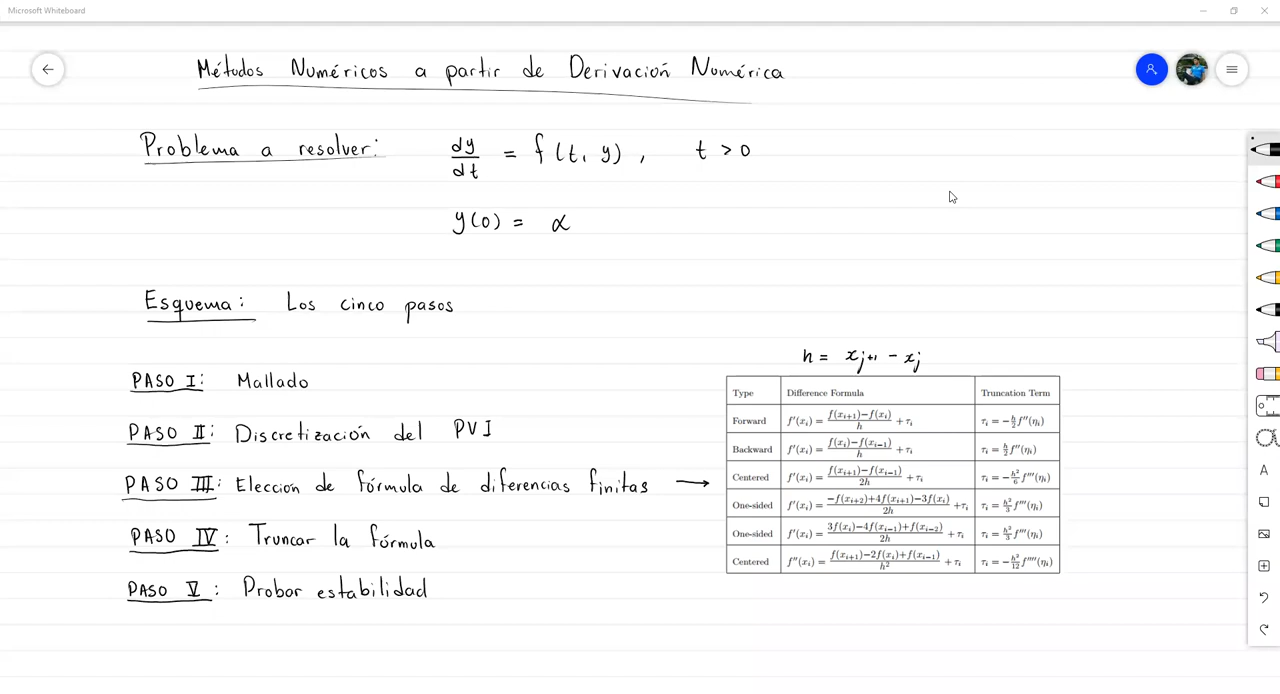 Microsoft Whiteboard
Métodos Numéricos a partir de Derivación Numérica
Problema a resolver: dy/dt = f(t, y), t > 0
y(0) = α
Esquema: Los cinco pasos
h = x_{j+1} - x_j
PASO I: Mallado
PASO II: Discretización del PVI
PASO III: Elección de fórmula de diferencias finitas →
PASO IV: Truncar la fórmula
PASO V: Probar estabilidad
Type Difference Formula Truncation Term
Forward f'(x_i) = (f(x_{i+1})−f(x_i))/h + τ_i τ_i = −h/2 f''(η_i)
Backward f'(x_i) = (f(x_i)−f(x_{i−1}))/h + τ_i τ_i = h/2 f''(η_i)
Centered f'(x_i) = (f(x_{i+1})−f(x_{i−1}))/2h + τ_i τ_i = −h²/6 f'''(η_i)
One-sided f'(x_i) = (−f(x_{i+2})+4f(x_{i+1})−3f(x_i))/2h + τ_i τ_i = h²/3 f'''(η_i)
One-sided f'(x_i) = (3f(x_i)−4f(x_{i−1})+f(x_{i−2}))/2h + τ_i τ_i = h²/3 f'''(η_i)
Centered f''(x_i) = (f(x_{i+1})−2f(x_i)+f(x_{i−1}))/h² + τ_i τ_i = −h²/12 f''''(η_i)
A